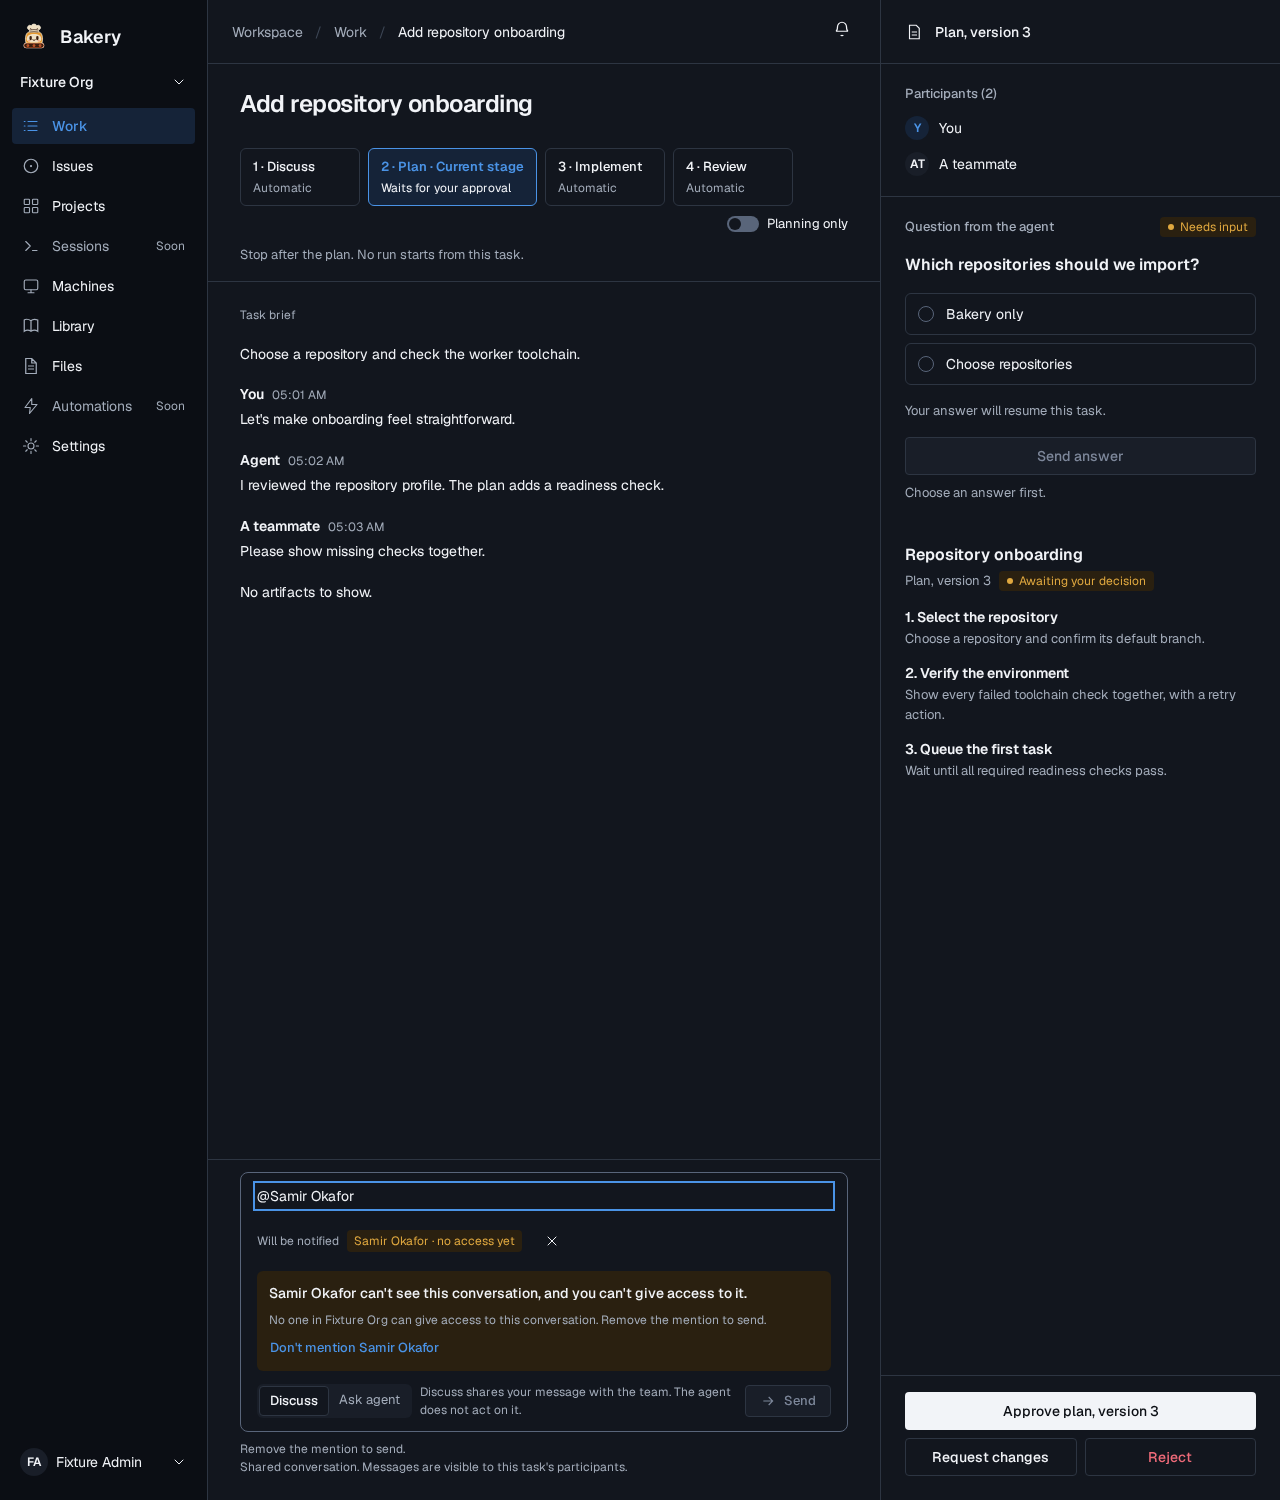 Bakery
Fixture Org
Work
Issues
Projects
Sessions Soon
Machines
Library
Files
Automations Soon
Settings
FA Fixture Admin
Workspace / Work / Add repository onboarding
Add repository onboarding
1 · Discuss
Automatic
2 · Plan · Current stage
Waits for your approval
3 · Implement
Automatic
4 · Review
Automatic
Planning only
Stop after the plan. No run starts from this task.
Task brief
Choose a repository and check the worker toolchain.
You 05:01 AM
Let's make onboarding feel straightforward.
Agent 05:02 AM
I reviewed the repository profile. The plan adds a readiness check.
A teammate 05:03 AM
Please show missing checks together.
No artifacts to show.
@Samir Okafor
Will be notified Samir Okafor · no access yet
Samir Okafor can't see this conversation, and you can't give access to it.
No one in Fixture Org can give access to this conversation. Remove the mention to send.
Don't mention Samir Okafor
Discuss Ask agent
Discuss shares your message with the team. The agent
does not act on it.
→ Send
Remove the mention to send.
Shared conversation. Messages are visible to this task's participants.
Plan, version 3
Participants (2)
Y You
AT A teammate
Question from the agent Needs input
Which repositories should we import?
Bakery only
Choose repositories
Your answer will resume this task.
Send answer
Choose an answer first.
Repository onboarding
Plan, version 3 Awaiting your decision
1. Select the repository
Choose a repository and confirm its default branch.
2. Verify the environment
Show every failed toolchain check together, with a retry
action.
3. Queue the first task
Wait until all required readiness checks pass.
Approve plan, version 3
Request changes
Reject